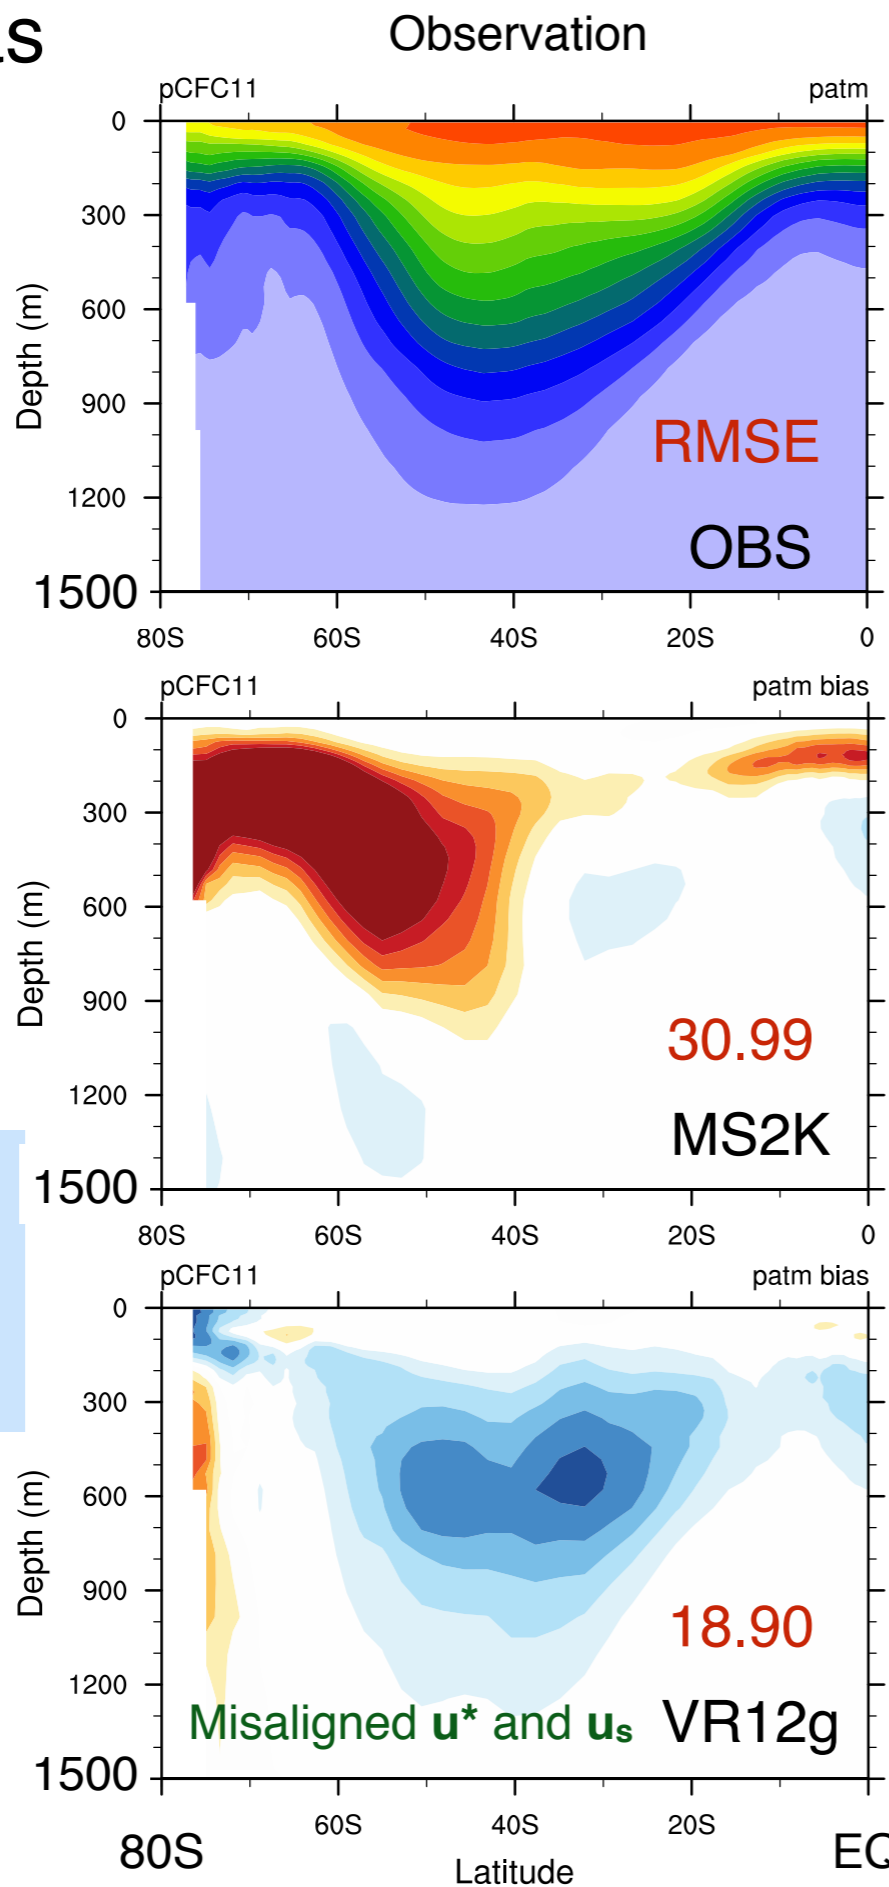 Observation
pCFC11 patm
0
300
600
900
1200
1500
Depth (m)
RMSE
OBS
80S 60S 40S 20S 0
pCFC11 patm bias
0
300
600
900
1200
1500
Depth (m)
30.99
MS2K
80S 60S 40S 20S 0
pCFC11 patm bias
0
300
600
900
1200
1500
Depth (m)
18.90
Misaligned u* and us VR12g
80S 60S 40S 20S EQ
Latitude